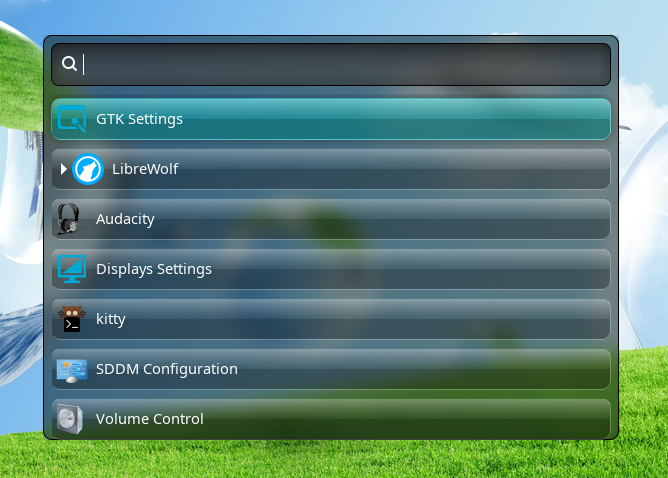 GTK Settings
LibreWolf
Audacity
Displays Settings
kitty
SDDM Configuration
Volume Control